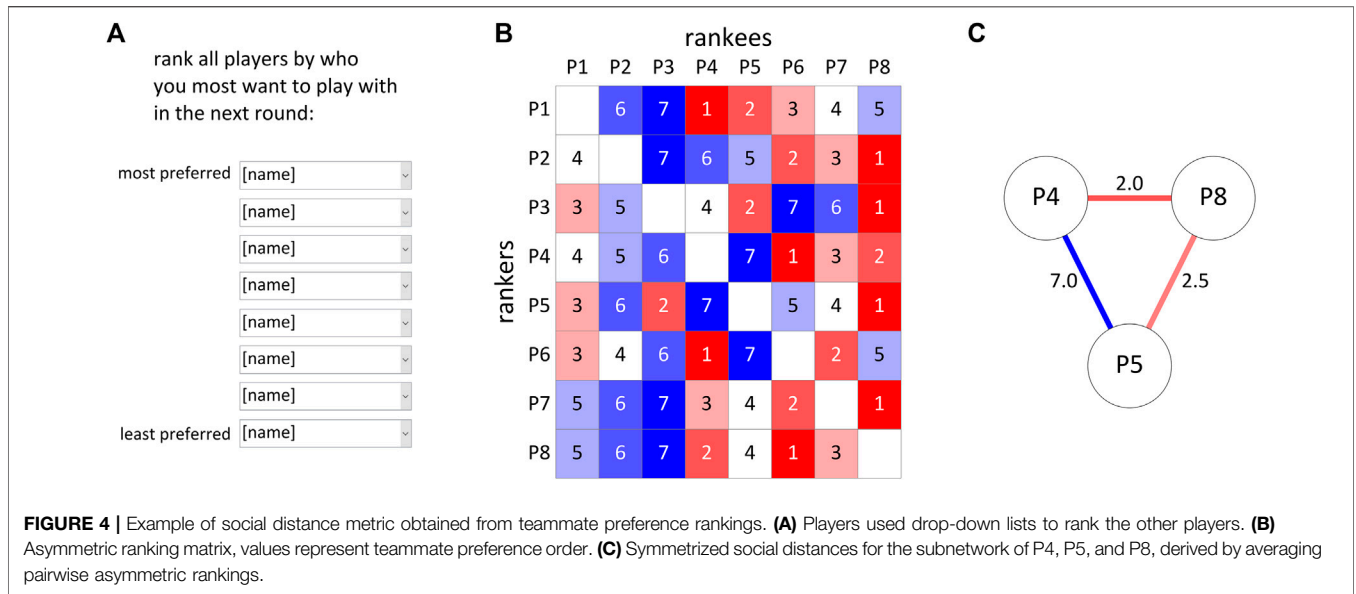 A
rank all players by who
you most want to play with
in the next round:
most preferred [name]
[name]
[name]
[name]
[name]
[name]
[name]
least preferred [name]
B
rankees
P1 P2 P3 P4 P5 P6 P7 P8
rankers
P1 6 7 1 2 3 4 5
P2 4 7 6 5 2 3 1
P3 3 5 4 2 7 6 1
P4 4 5 6 7 1 3 2
P5 3 6 2 7 5 4 1
P6 3 4 6 1 7 2 5
P7 5 6 7 3 4 2 1
P8 5 6 7 2 4 1 3
C
P4 2.0 P8
7.0 2.5
P5
FIGURE 4 | Example of social distance metric obtained from teammate preference rankings. (A) Players used drop-down lists to rank the other players. (B)
Asymmetric ranking matrix, values represent teammate preference order. (C) Symmetrized social distances for the subnetwork of P4, P5, and P8, derived by averaging
pairwise asymmetric rankings.